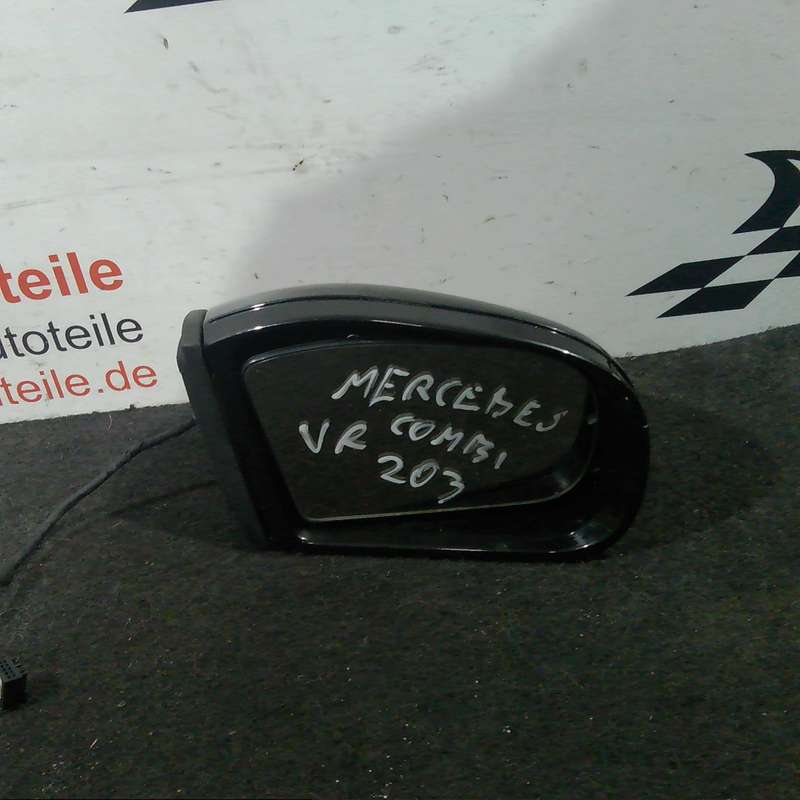 teile
utoteile
teile.de
MERCEDES
VR COMBI
203